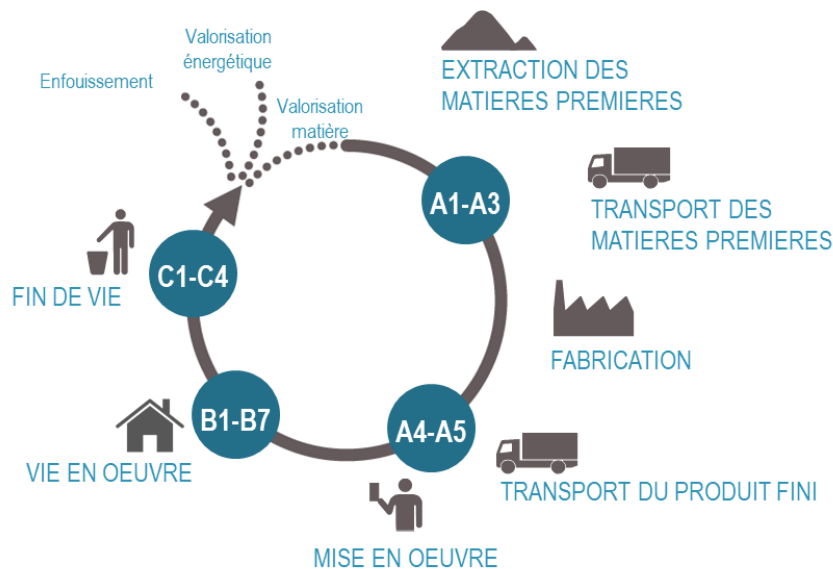 Valorisation
énergétique
Enfouissement
Valorisation
matière
EXTRACTION DES
MATIERES PREMIERES
A1-A3
TRANSPORT DES
MATIERES PREMIERES
C1-C4
FIN DE VIE
FABRICATION
B1-B7
A4-A5
VIE EN OEUVRE
TRANSPORT DU PRODUIT FINI
MISE EN OEUVRE